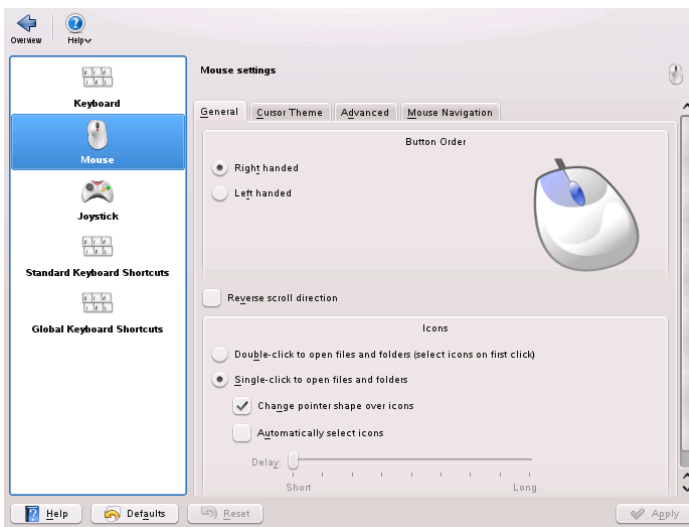 Overview
Help
Keyboard
Mouse
Joystick
Standard Keyboard Shortcuts
Global Keyboard Shortcuts
Mouse settings
General
Cursor Theme
Advanced
Mouse Navigation
Button Order
Right handed
Left handed
Reverse scroll direction
Icons
Double-click to open files and folders (select icons on first click)
Single-click to open files and folders
Change pointer shape over icons
Automatically select icons
Delay:
Short
Long
Help
Defaults
Reset
Apply